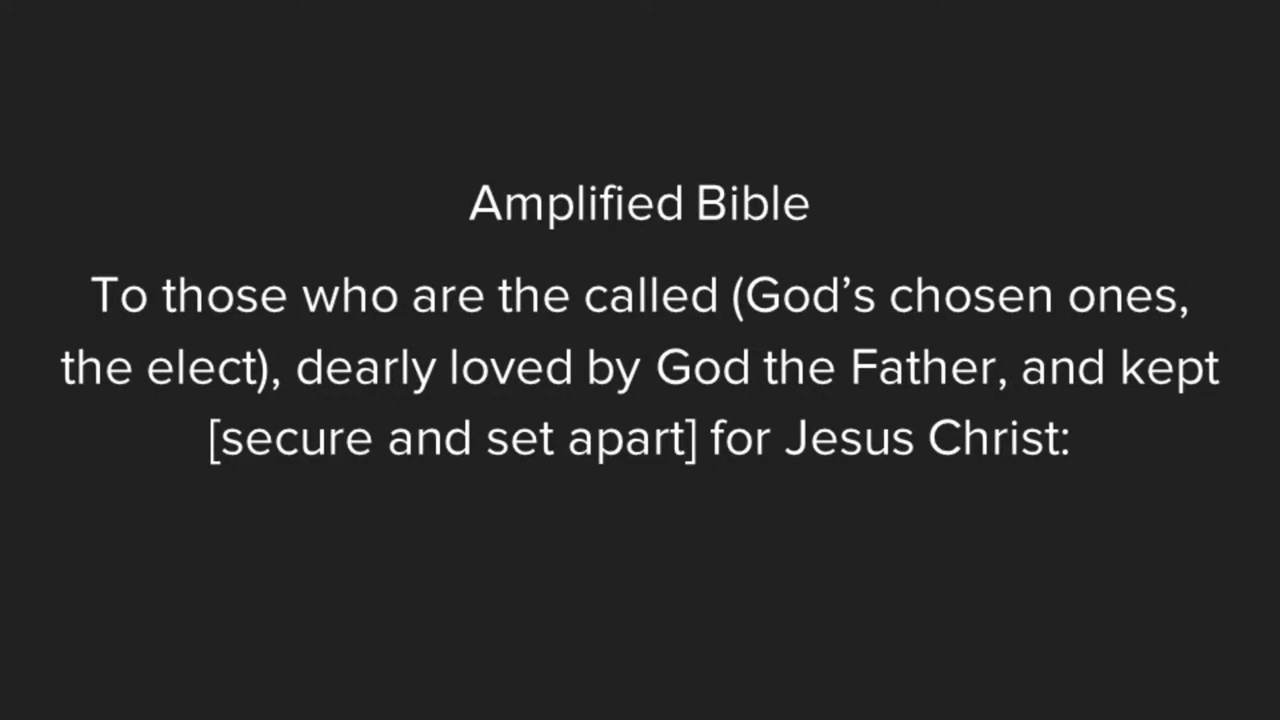 Amplified Bible
To those who are the called (God’s chosen ones,
the elect), dearly loved by God the Father, and kept
[secure and set apart] for Jesus Christ: